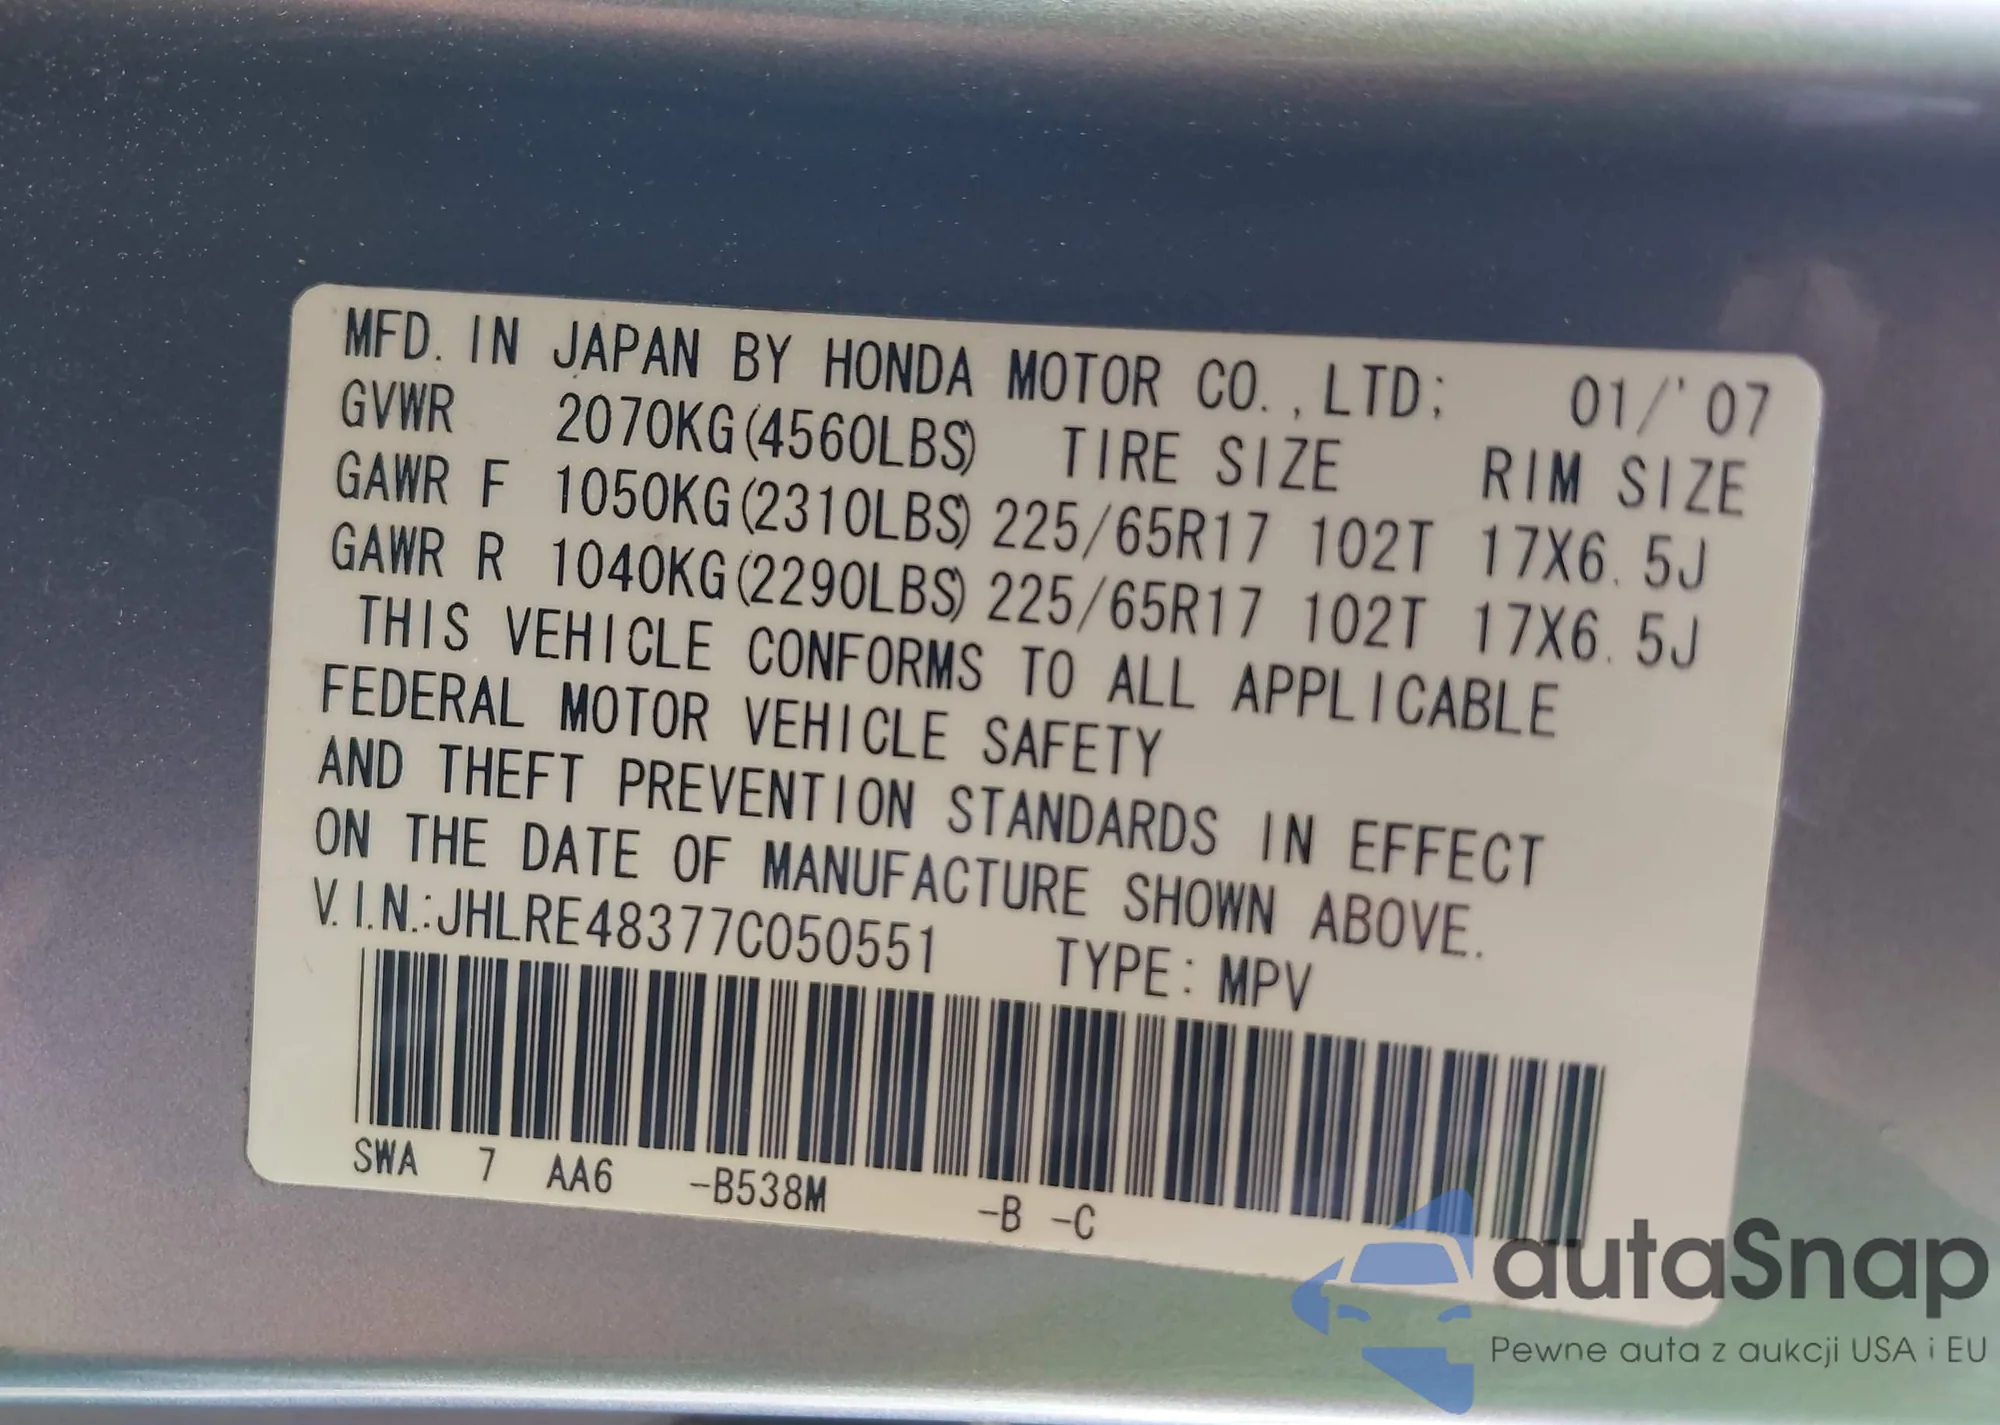 MFD. IN JAPAN BY HONDA MOTOR CO.,LTD; 01/'07
GVWR 2070KG(4560LBS) TIRE SIZE RIM SIZE
GAWR F 1050KG(2310LBS) 225/65R17 102T 17X6.5J
GAWR R 1040KG(2290LBS) 225/65R17 102T 17X6.5J
THIS VEHICLE CONFORMS TO ALL APPLICABLE
FEDERAL MOTOR VEHICLE SAFETY
AND THEFT PREVENTION STANDARDS IN EFFECT
ON THE DATE OF MANUFACTURE SHOWN ABOVE.
V.I.N.:JHLRE48377C050551 TYPE: MPV
SWA 7 AA6 -B538M -B -C
autaSnap
Pewne auta z aukcji USA i EU